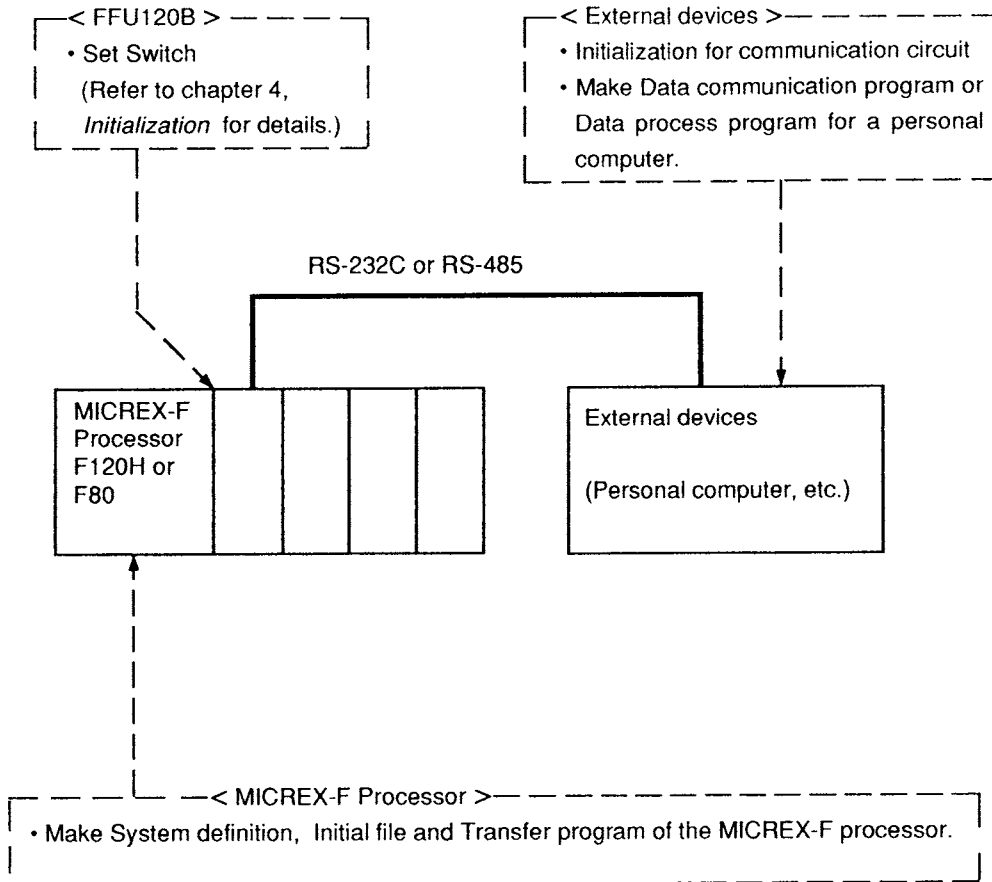 < FFU120B >
• Set Switch
(Refer to chapter 4,
Initialization for details.)
< External devices >
• Initialization for communication circuit
• Make Data communication program or
Data process program for a personal
computer.
RS-232C or RS-485
MICREX-F
Processor
F120H or
F80
External devices
(Personal computer, etc.)
< MICREX-F Processor >
• Make System definition, Initial file and Transfer program of the MICREX-F processor.